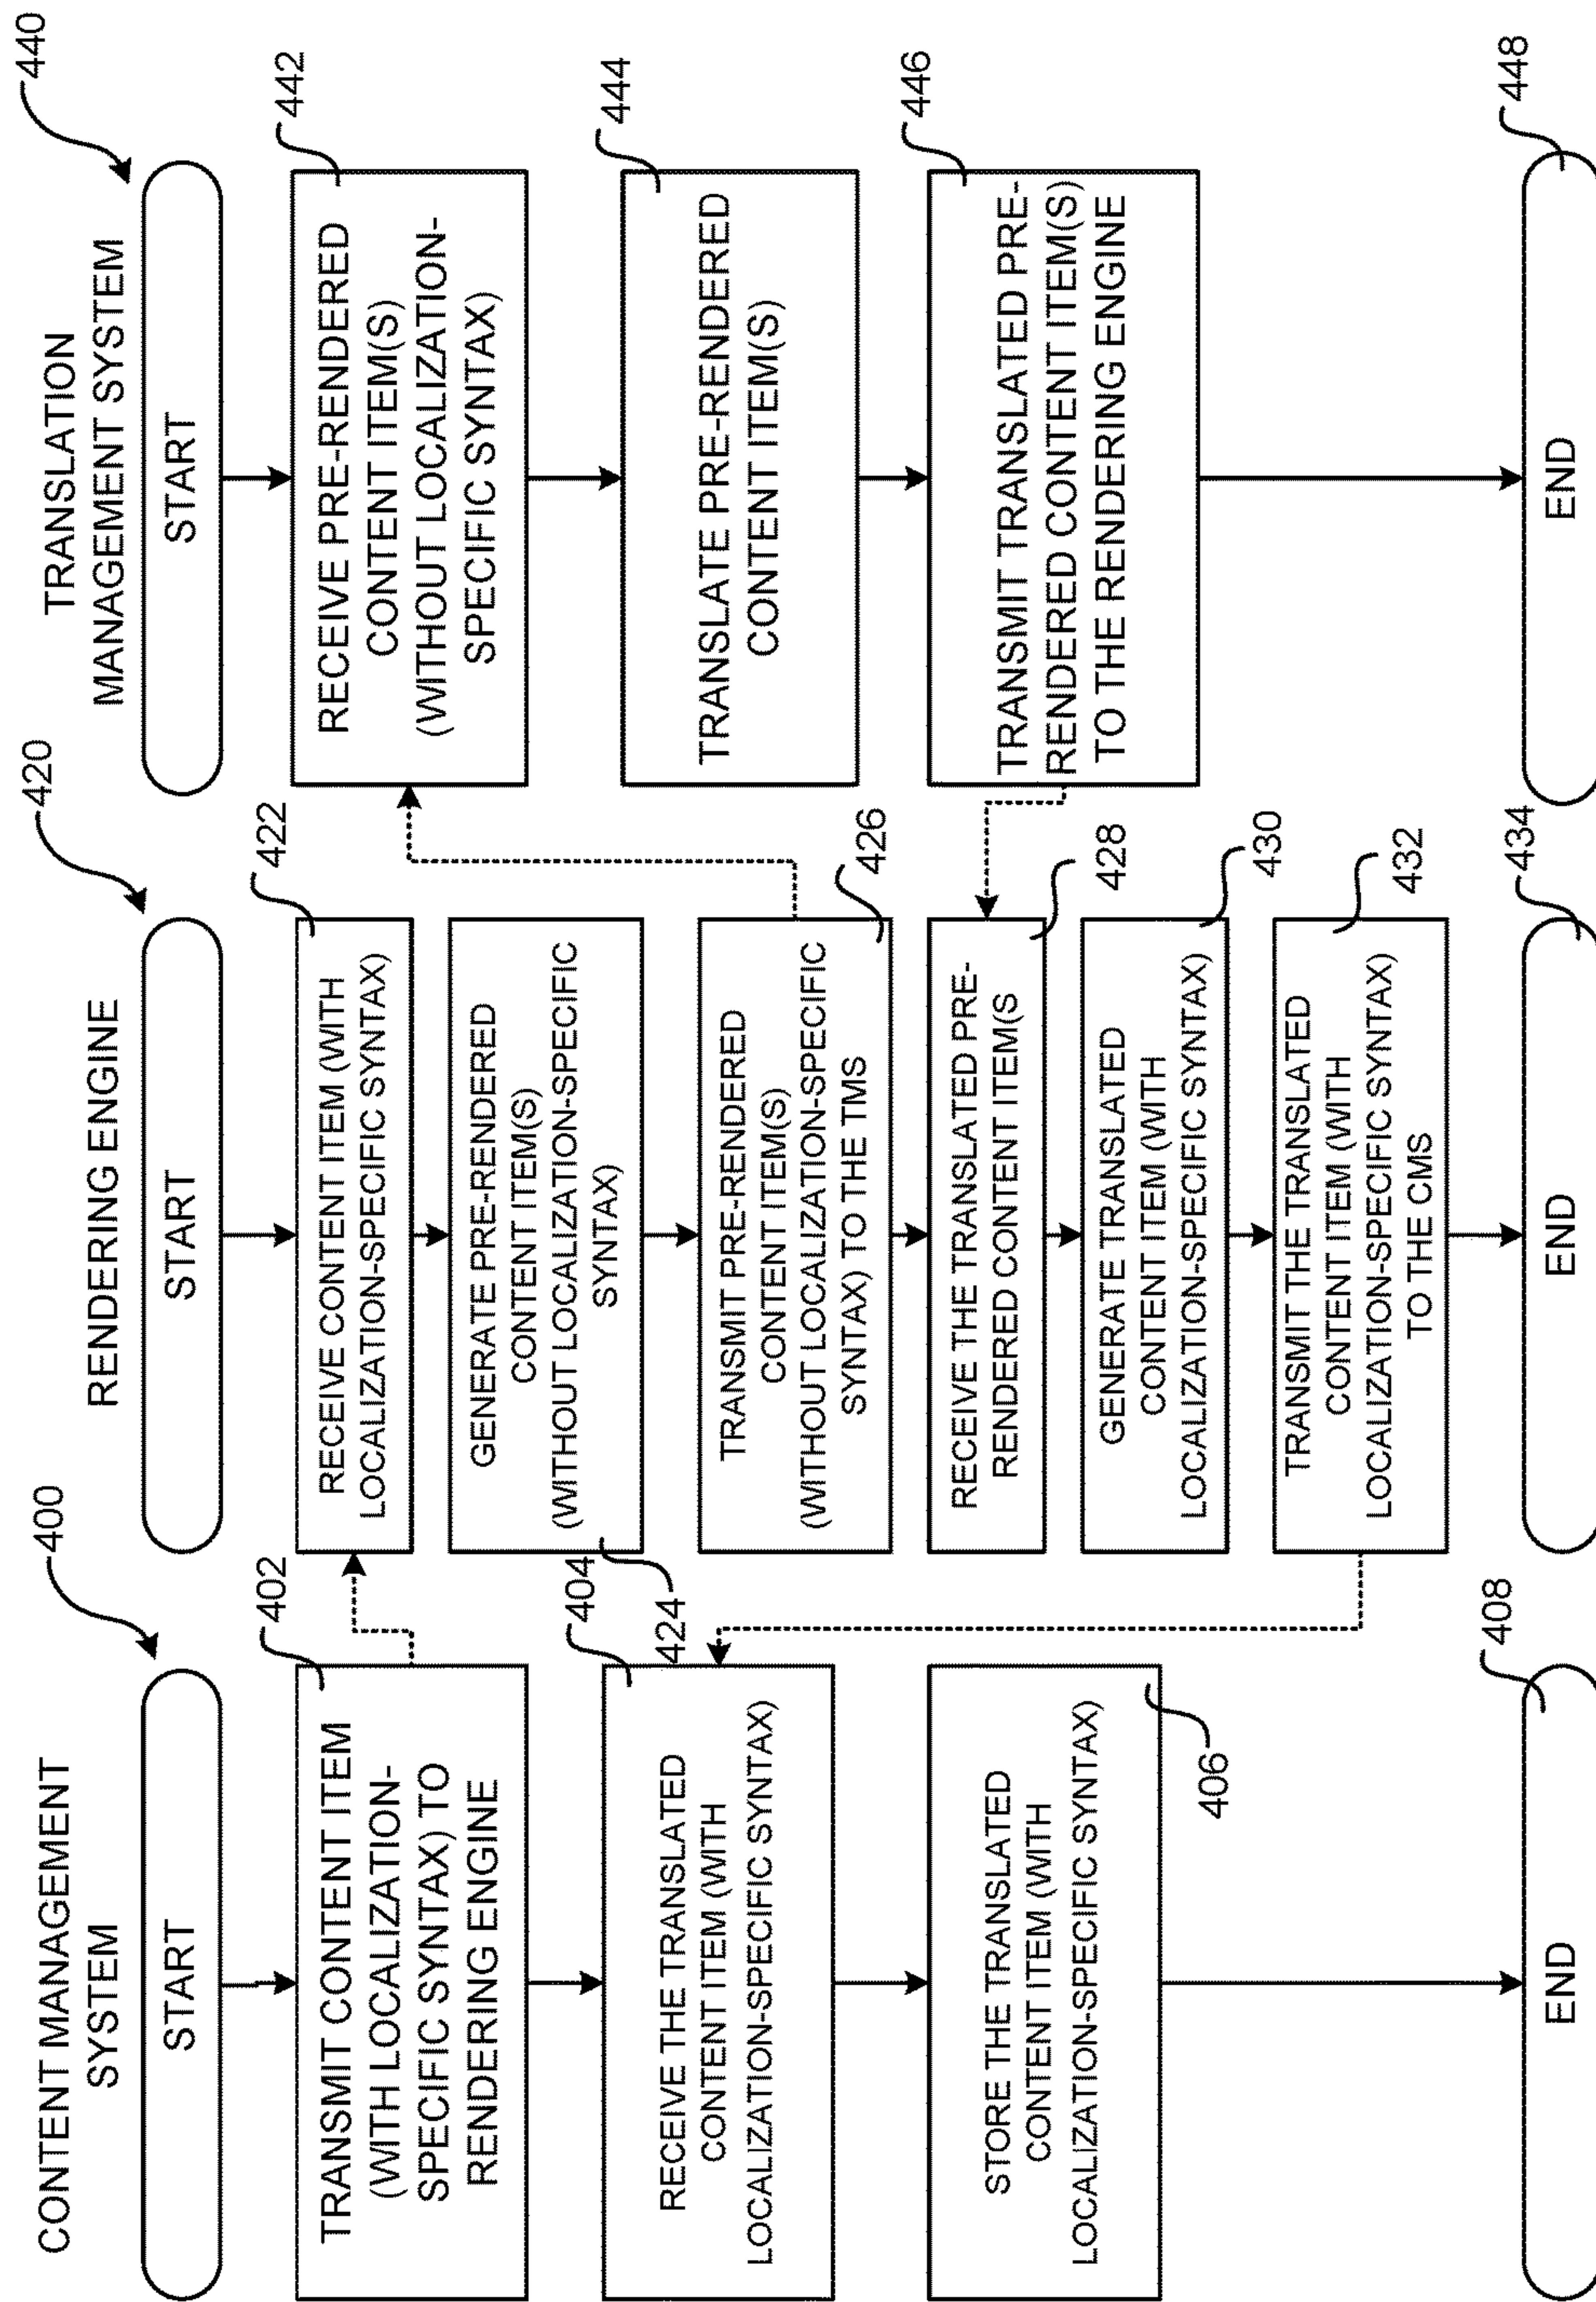 CONTENT MANAGEMENT
SYSTEM
400
START
402
TRANSMIT CONTENT ITEM
(WITH LOCALIZATION-
SPECIFIC SYNTAX) TO
RENDERING ENGINE
404
RECEIVE THE TRANSLATED
CONTENT ITEM (WITH
LOCALIZATION-SPECIFIC SYNTAX)
STORE THE TRANSLATED
CONTENT ITEM (WITH
LOCALIZATION-SPECIFIC SYNTAX)
406
408
END
RENDERING ENGINE
420
START
422
RECEIVE CONTENT ITEM (WITH
LOCALIZATION-SPECIFIC SYNTAX)
GENERATE PRE-RENDERED
CONTENT ITEM(S)
(WITHOUT LOCALIZATION-SPECIFIC
SYNTAX)
424
426
TRANSMIT PRE-RENDERED
CONTENT ITEM(S)
(WITHOUT LOCALIZATION-SPECIFIC
SYNTAX) TO THE TMS
428
RECEIVE THE TRANSLATED PRE-
RENDERED CONTENT ITEM(S
430
GENERATE TRANSLATED
CONTENT ITEM (WITH
LOCALIZATION-SPECIFIC SYNTAX)
432
TRANSMIT THE TRANSLATED
CONTENT ITEM (WITH
LOCALIZATION-SPECIFIC SYNTAX)
TO THE CMS
434
END
TRANSLATION
MANAGEMENT SYSTEM
440
START
442
RECEIVE PRE-RENDERED
CONTENT ITEM(S)
(WITHOUT LOCALIZATION-
SPECIFIC SYNTAX)
444
TRANSLATE PRE-RENDERED
CONTENT ITEM(S)
446
TRANSMIT TRANSLATED PRE-
RENDERED CONTENT ITEM(S)
TO THE RENDERING ENGINE
448
END